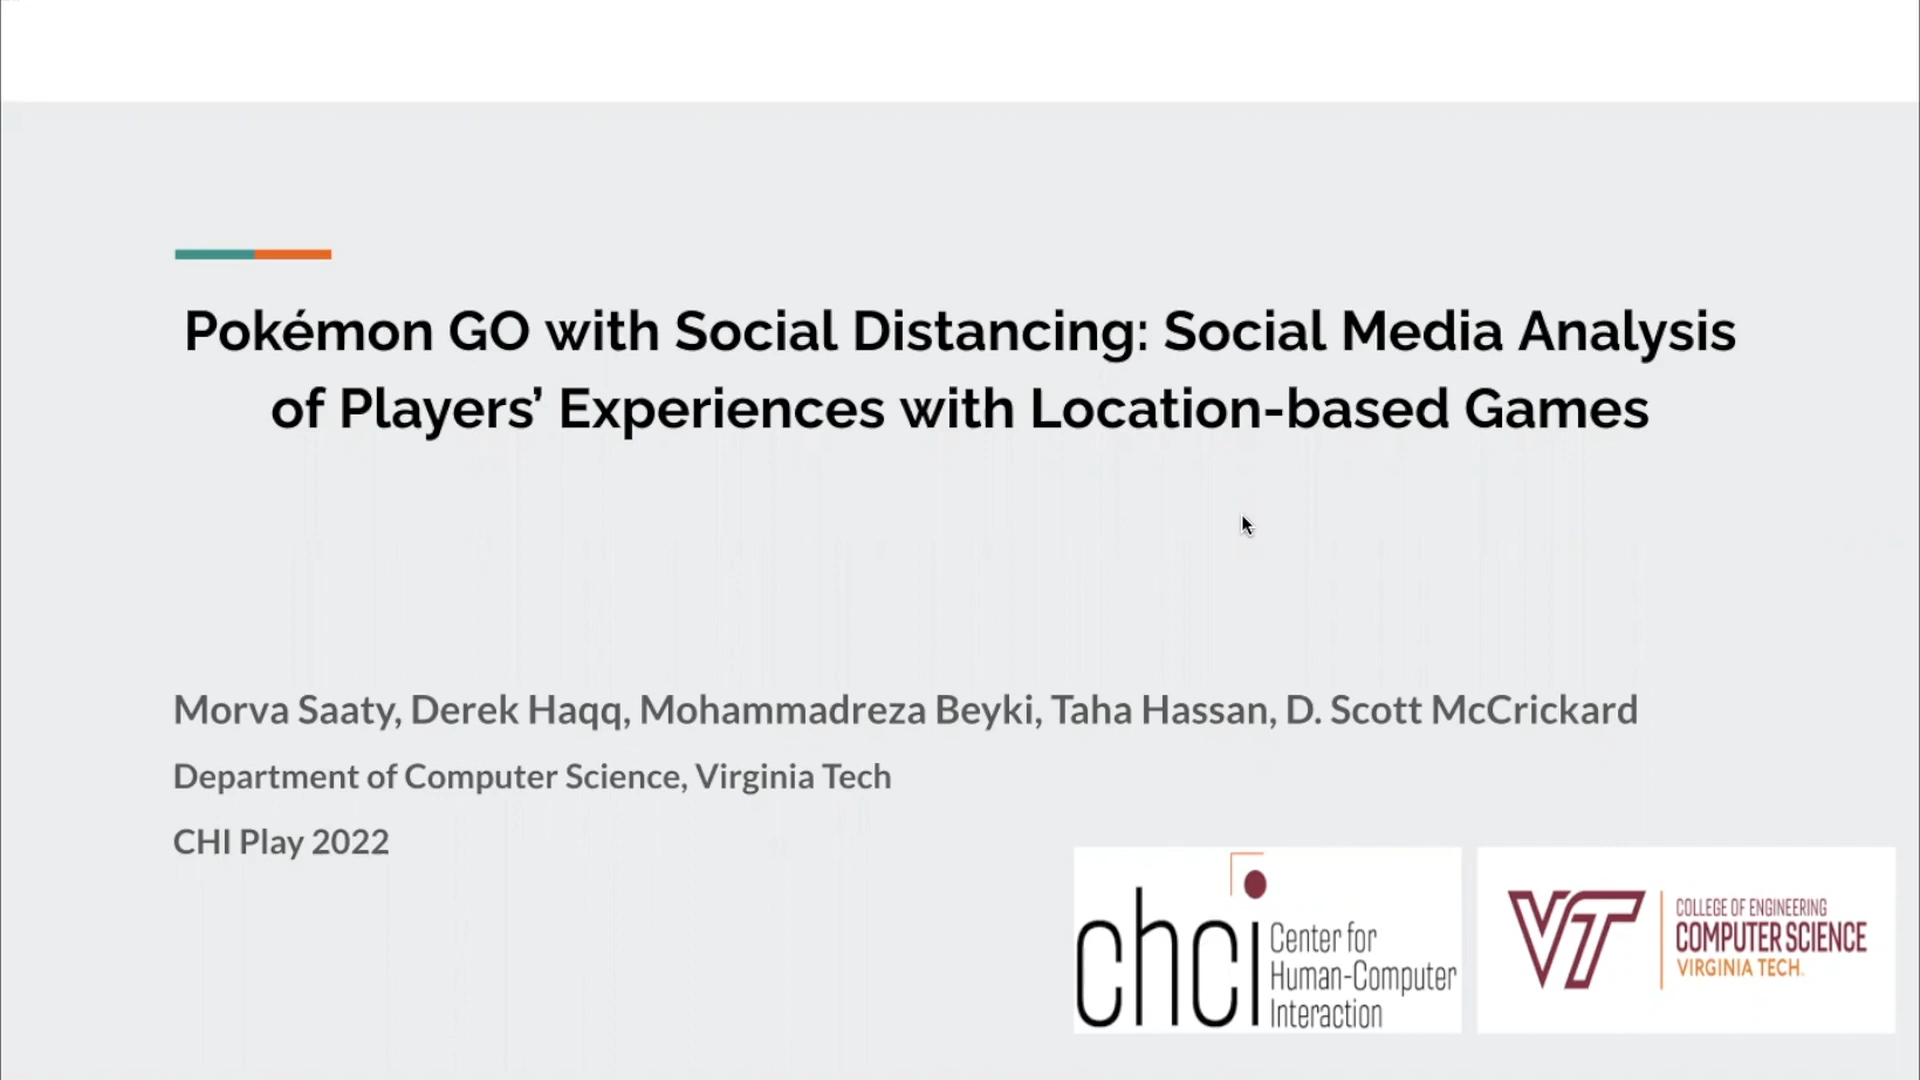 Pokémon GO with Social Distancing: Social Media Analysis
of Players’ Experiences with Location-based Games
Morva Saaty, Derek Haqq, Mohammadreza Beyki, Taha Hassan, D. Scott McCrickard
Department of Computer Science, Virginia Tech
CHI Play 2022
chci
Center for
Human-Computer
Interaction
VT
COLLEGE OF ENGINEERING
COMPUTER SCIENCE
VIRGINIA TECH.